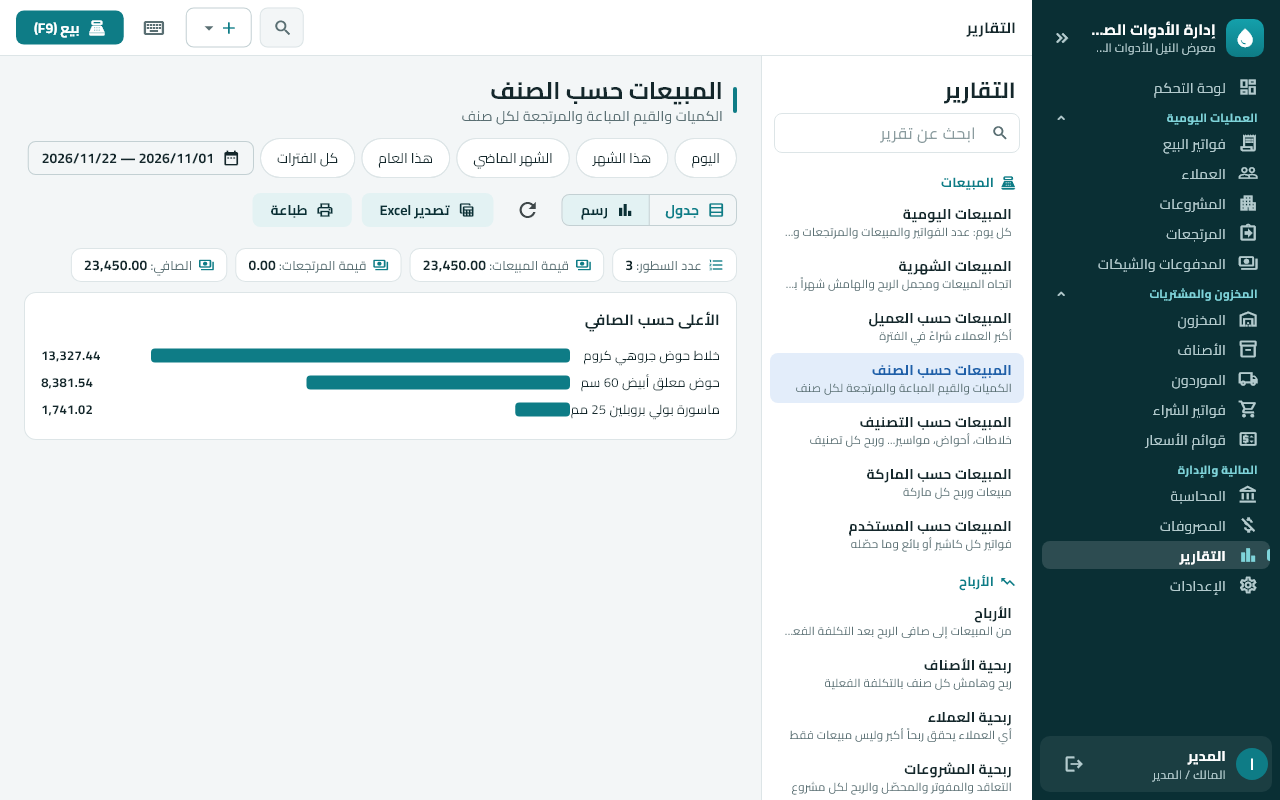 إدارة الأدوات الصـ...
معرض النيل للأدوات الـ...
لوحة التحكم
العمليات اليومية
فواتير البيع
العملاء
المشروعات
المرتجعات
المدفوعات والشيكات
المخزون والمشتريات
المخزون
الأصناف
الموردون
فواتير الشراء
قوائم الأسعار
المالية والإدارة
المحاسبة
المصروفات
التقارير
الإعدادات
ا
المدير
المالك / المدير
التقارير
بيع (F9)
التقارير
ابحث عن تقرير
المبيعات
المبيعات اليومية
كل يوم: عدد الفواتير والمبيعات والمرتجعات و...
المبيعات الشهرية
اتجاه المبيعات ومجمل الربح والهامش شهراً بـ...
المبيعات حسب العميل
أكبر العملاء شراءً في الفترة
المبيعات حسب الصنف
الكميات والقيم المباعة والمرتجعة لكل صنف
المبيعات حسب التصنيف
خلاطات، أحواض، مواسير... وربح كل تصنيف
المبيعات حسب الماركة
مبيعات وربح كل ماركة
المبيعات حسب المستخدم
فواتير كل كاشير أو بائع وما حصّله
الأرباح
الأرباح
من المبيعات إلى صافي الربح بعد التكلفة الفعـ...
ربحية الأصناف
ربح وهامش كل صنف بالتكلفة الفعلية
ربحية العملاء
أي العملاء يحقق ربحاً أكبر وليس مبيعات فقط
ربحية المشروعات
التعاقد والمفوتر والمحصّل والربح لكل مشروع
المبيعات حسب الصنف
الكميات والقيم المباعة والمرتجعة لكل صنف
اليوم
هذا الشهر
الشهر الماضي
هذا العام
كل الفترات
2026/11/01 — 2026/11/22
جدول
رسم
تصدير Excel
طباعة
عدد السطور: 3
قيمة المبيعات: 23,450.00
قيمة المرتجعات: 0.00
الصافي: 23,450.00
الأعلى حسب الصافي
خلاط حوض جروهي كروم 13,327.44
حوض معلق أبيض 60 سم 8,381.54
ماسورة بولي بروبلين 25 مم 1,741.02